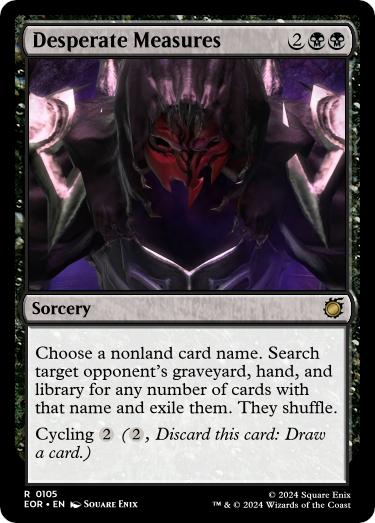 Desperate Measures 2
Sorcery
Choose a nonland card name. Search
target opponent's graveyard, hand, and
library for any number of cards with
that name and exile them. They shuffle.
Cycling 2 (2, Discard this card: Draw
a card.)
R 0105 © 2024 Square Enix
EOR • EN Square Enix ™ & © 2024 Wizards of the Coast